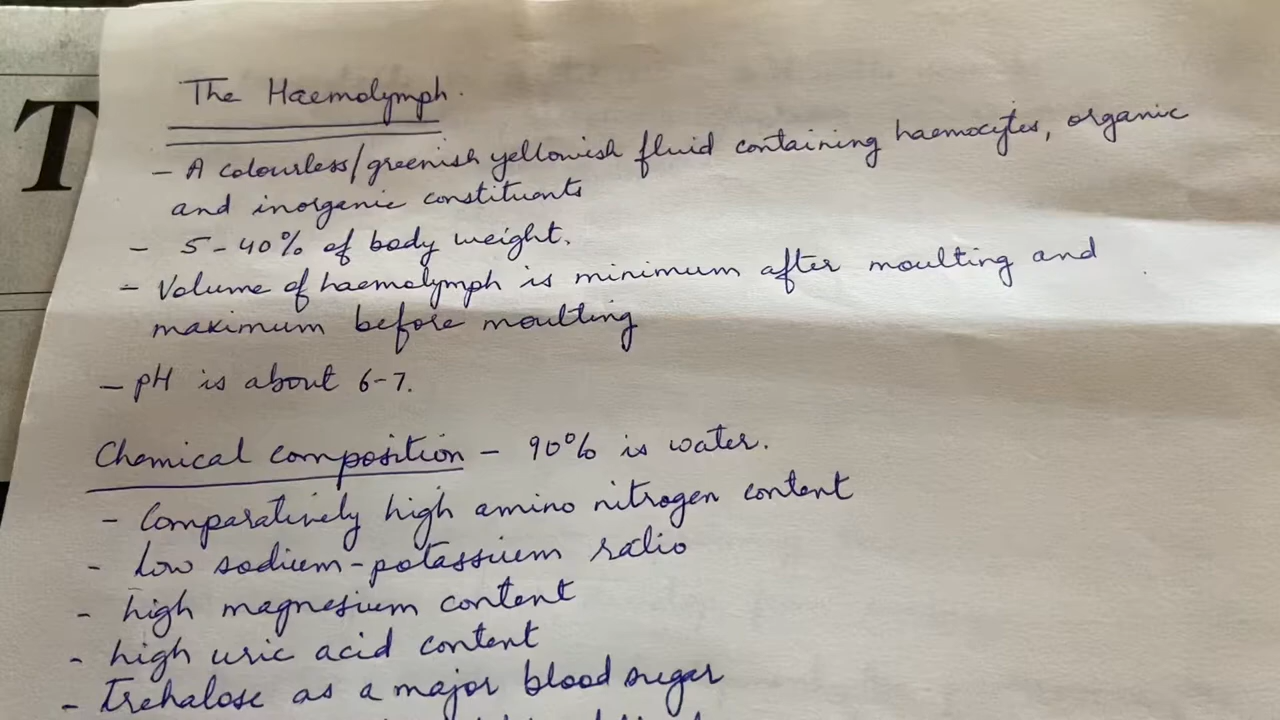 T
The Haemolymph.
- A colourless/greenish yellowish fluid containing haemocytes, organic
and inorganic constituents
- 5-40% of body weight.
- Volume of haemolymph is minimum after moulting and
maximum before moulting
- pH is about 6-7.
Chemical composition - 90% is water.
- Comparatively high amino nitrogen content
- Low sodium-potassium ratio
- high magnesium content
- high uric acid content
- Trehalose as a major blood sugar